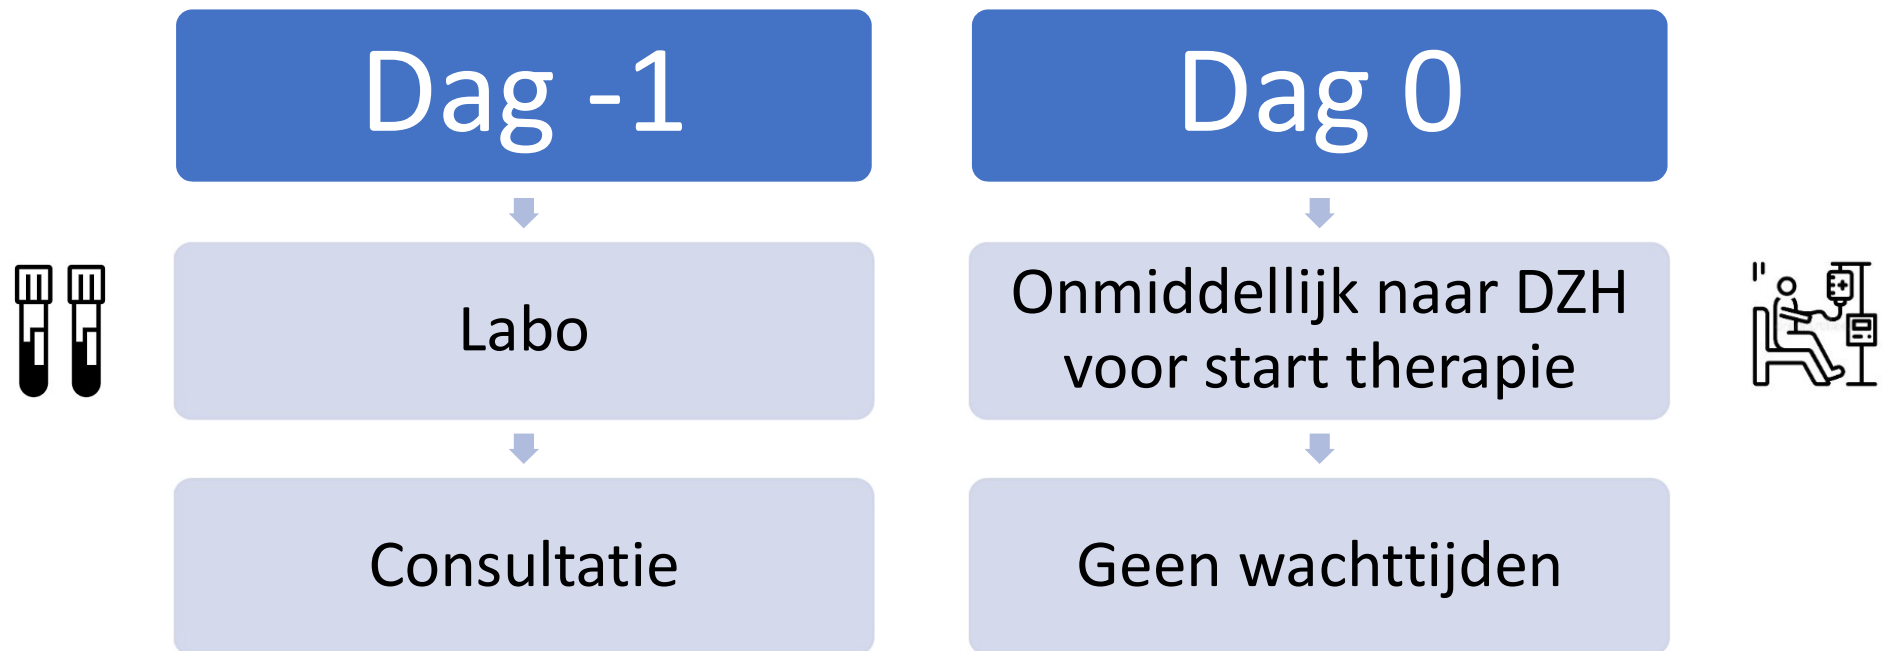 Dag -1
Labo
Consultatie
Dag 0
Onmiddellijk naar DZH
voor start therapie
Geen wachttijden